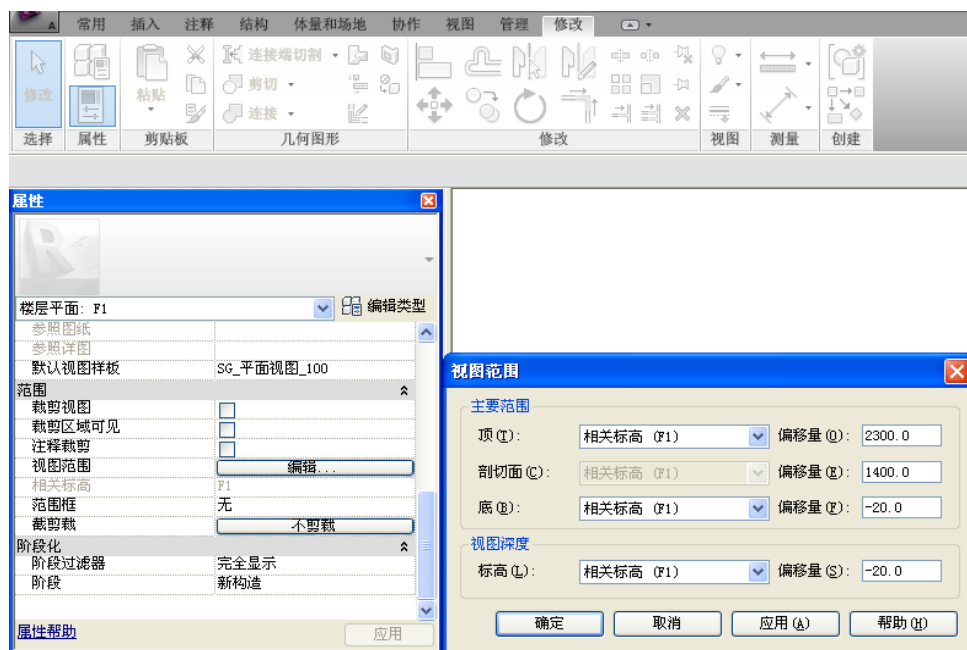 A 常用 插入 注释 结构 体量和场地 协作 视图 管理 修改
连接端切割
修改 粘贴 剪切
连接
选择 属性 剪贴板 几何图形 修改 视图 测量 创建
属性
楼层平面: F1 编辑类型
参照图纸
参照详图
默认视图样板 SG_平面视图_100
范围
裁剪视图
裁剪区域可见
注释裁剪
视图范围 编辑...
相关标高 F1
范围框 无
截剪裁 不剪裁
阶段化
阶段过滤器 完全显示
阶段 新构造
属性帮助 应用
视图范围
主要范围
顶(T): 相关标高 (F1) 偏移量(O): 2300.0
剖切面(C): 相关标高 (F1) 偏移量(E): 1400.0
底(B): 相关标高 (F1) 偏移量(F): -20.0
视图深度
标高(L): 相关标高 (F1) 偏移量(S): -20.0
确定 取消 应用(A) 帮助(H)